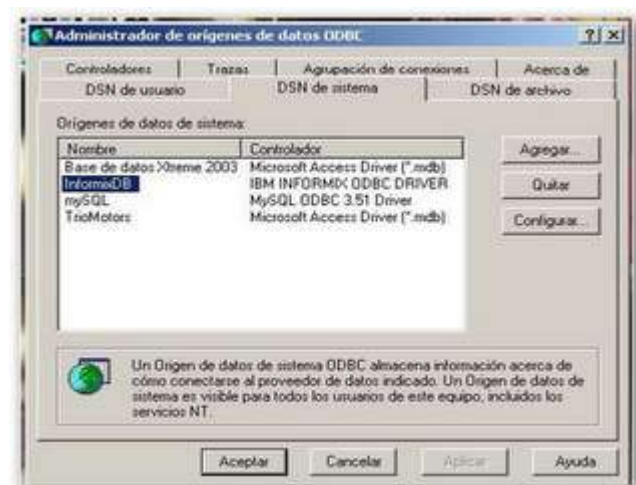 Administrador de orígenes de datos ODBC
Controladores Trazas Agrupación de conexiones Acerca de
DSN de usuario DSN de sistema DSN de archivo
Orígenes de datos de sistema:
Nombre Controlador
Base de datos Xtreme 2003 Microsoft Access Driver (*.mdb)
InformixDB IBM INFORMIX ODBC DRIVER
mySQL MySQL ODBC 3.51 Driver
TrioMotors Microsoft Access Driver (*.mdb)
Agregar...
Quitar
Configurar...
Un Origen de datos de sistema ODBC almacena información acerca de
cómo conectarse al proveedor de datos indicado. Un Origen de datos de
sistema es visible para todos los usuarios de este equipo, incluidos los
servicios NT.
Aceptar Cancelar Aplicar Ayuda